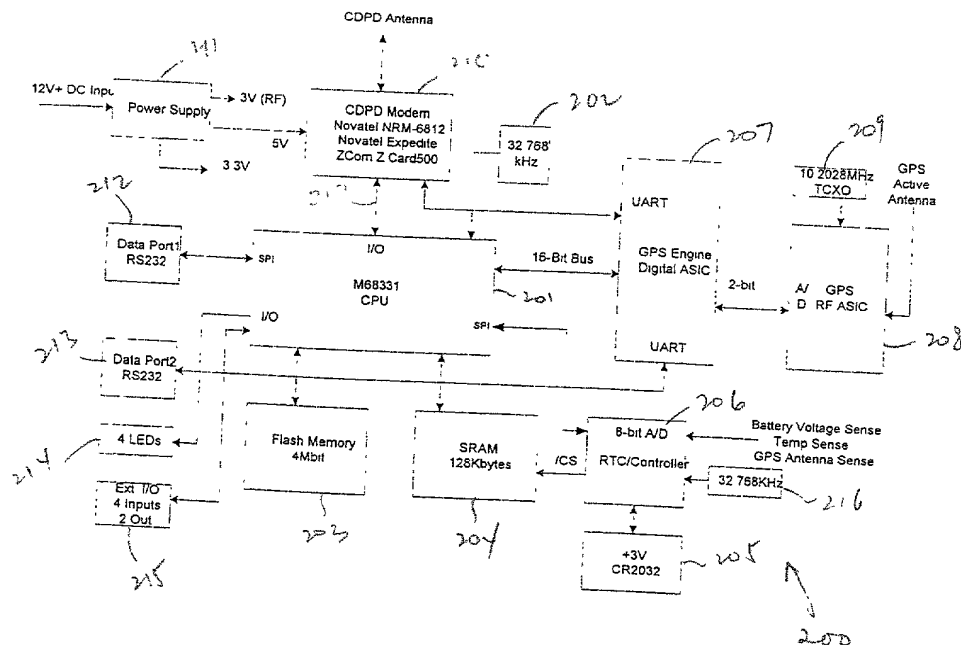 CDPD Antenna
12V+ DC Input
Power Supply
3V (RF)
5V
3 3V
CDPD Modem
Novatel NRM-6812
Novatel Expedite
ZCom Z Card500
202
32 768
kHz
207
209
10 2028MHz
TCXO
GPS
Active
Antenna
212
Data Port1
RS232
SPI
I/O
M68331
CPU
I/O
SPI
201
16-Bit Bus
UART
GPS Engine
Digital ASIC
UART
2-bit
A/
D
GPS
RF ASIC
208
213
Data Port2
RS232
214
4 LEDs
Ext I/O
4 Inputs
2 Out
215
Flash Memory
4Mbit
203
SRAM
128Kbytes
204
/CS
206
8-bit A/D
RTC/Controller
Battery Voltage Sense
Temp Sense
GPS Antenna Sense
32 768KHz
216
+3V
CR2032
205
200